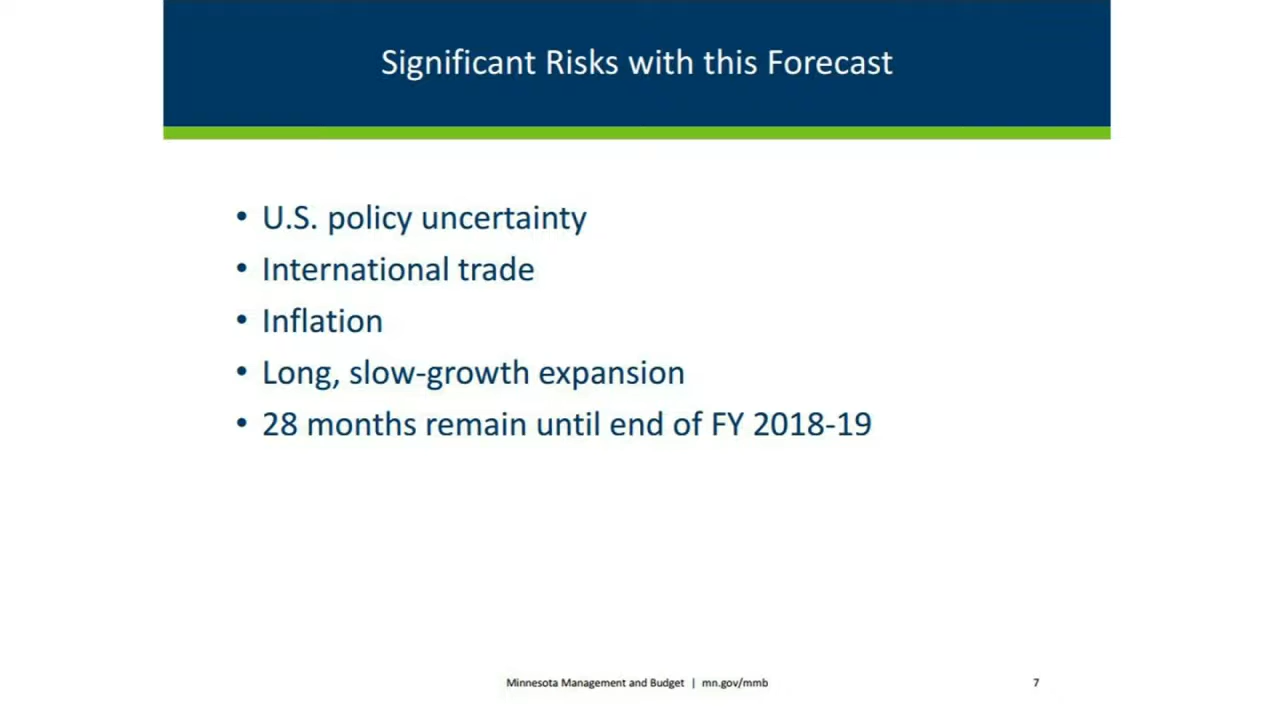 Significant Risks with this Forecast
• U.S. policy uncertainty
• International trade
• Inflation
• Long, slow-growth expansion
• 28 months remain until end of FY 2018-19
Minnesota Management and Budget | mn.gov/mmb
7